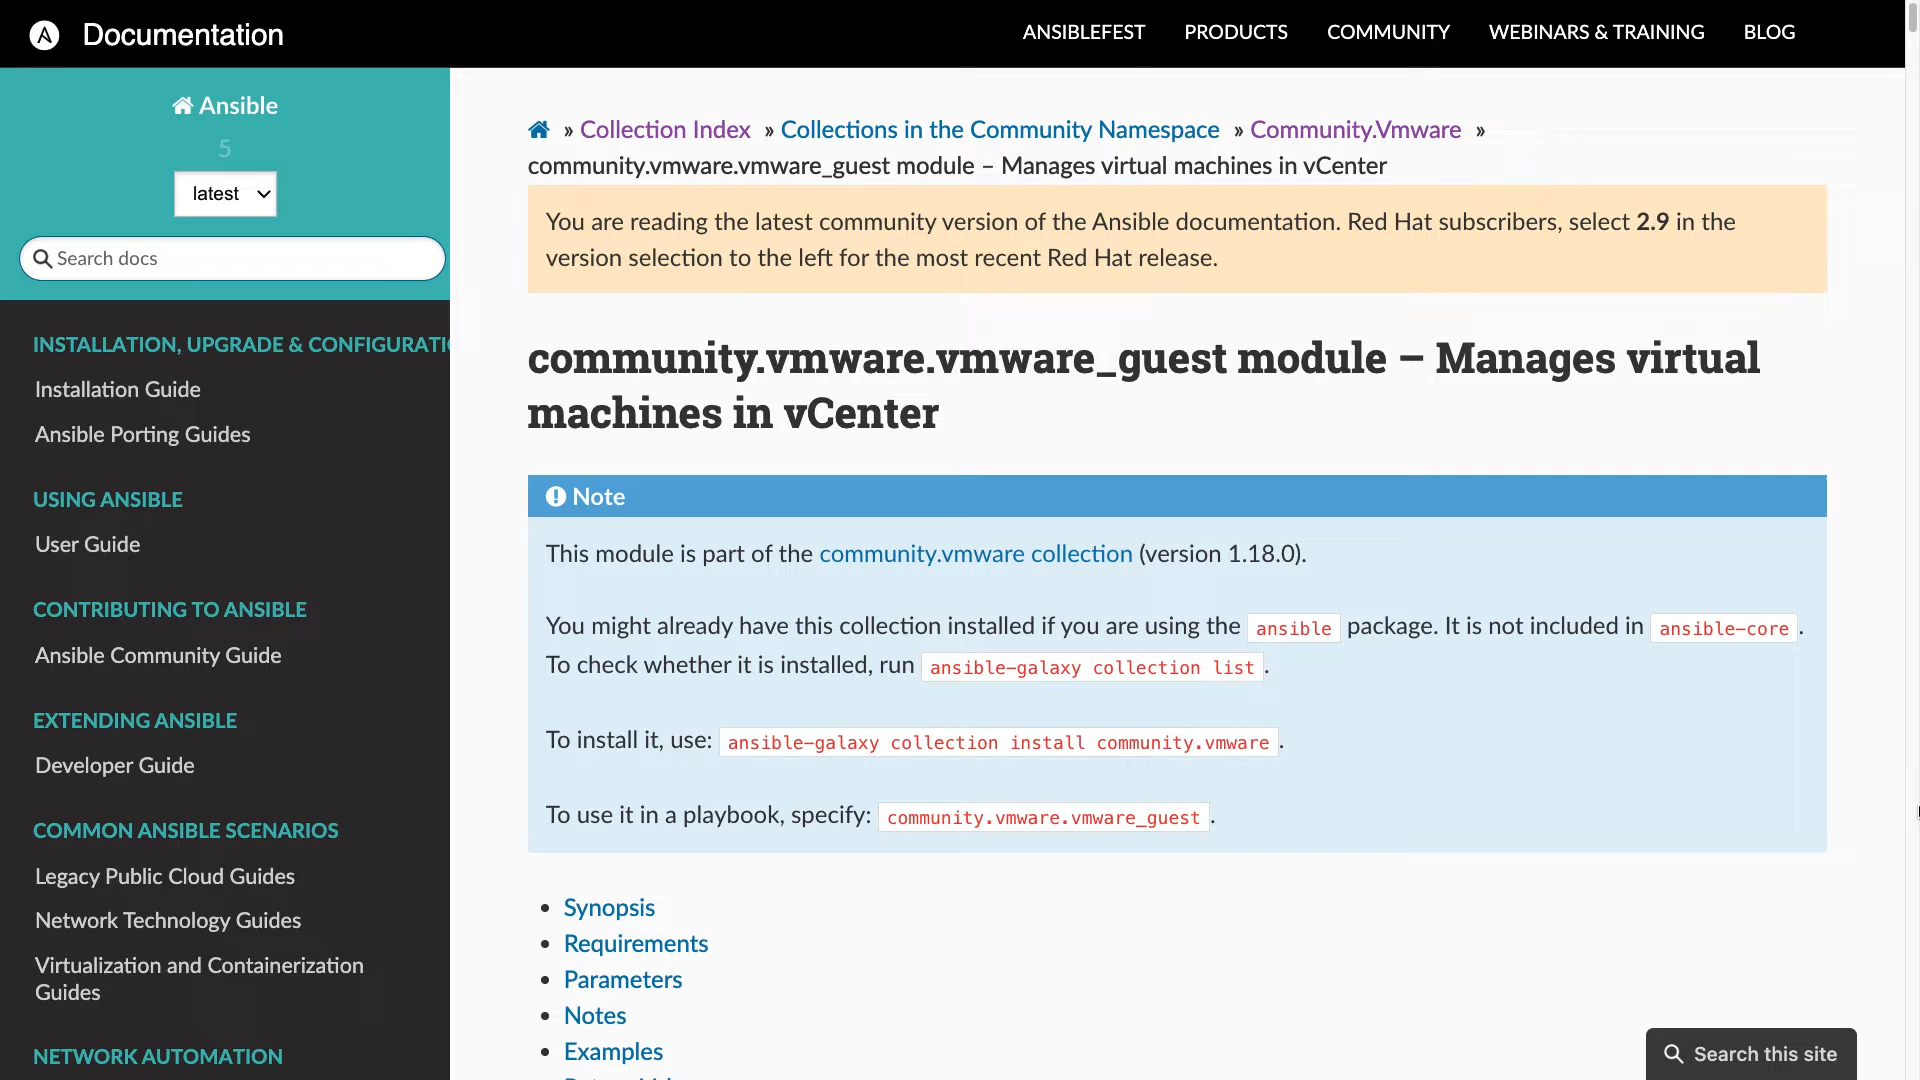 Documentation
ANSIBLEFEST PRODUCTS COMMUNITY WEBINARS & TRAINING BLOG
Ansible
5
latest
Search docs
INSTALLATION, UPGRADE & CONFIGURATI
Installation Guide
Ansible Porting Guides
USING ANSIBLE
User Guide
CONTRIBUTING TO ANSIBLE
Ansible Community Guide
EXTENDING ANSIBLE
Developer Guide
COMMON ANSIBLE SCENARIOS
Legacy Public Cloud Guides
Network Technology Guides
Virtualization and Containerization
Guides
NETWORK AUTOMATION
» Collection Index » Collections in the Community Namespace » Community.Vmware »
community.vmware.vmware_guest module – Manages virtual machines in vCenter
You are reading the latest community version of the Ansible documentation. Red Hat subscribers, select 2.9 in the
version selection to the left for the most recent Red Hat release.
community.vmware.vmware_guest module – Manages virtual
machines in vCenter
Note
This module is part of the community.vmware collection (version 1.18.0).
You might already have this collection installed if you are using the ansible package. It is not included in ansible-core .
To check whether it is installed, run ansible-galaxy collection list .
To install it, use: ansible-galaxy collection install community.vmware .
To use it in a playbook, specify: community.vmware.vmware_guest .
Synopsis
Requirements
Parameters
Notes
Examples
Search this site